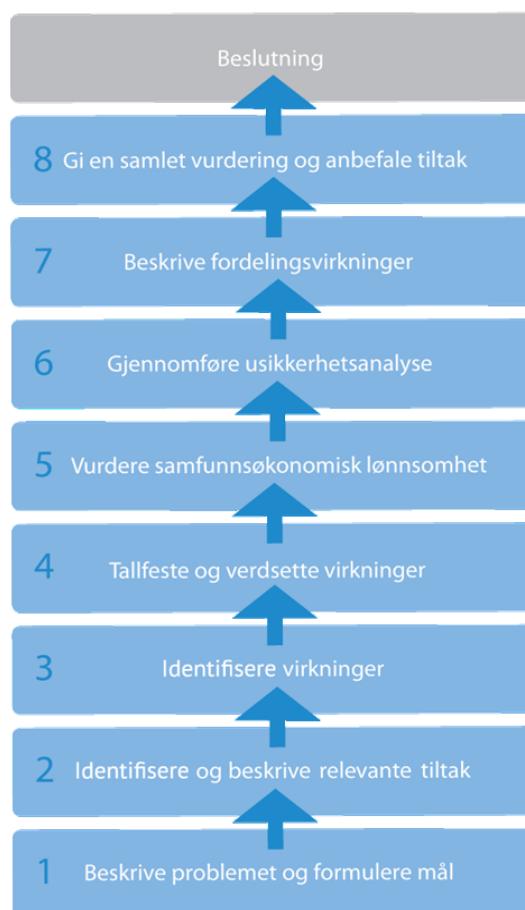 Beslutning
8 Gi en samlet vurdering og anbefale tiltak
7 Beskrive fordelingsvirkninger
6 Gjennomføre usikkerhetsanalyse
5 Vurdere samfunnsøkonomisk lønnsomhet
4 Tallfeste og verdsette virkninger
3 Identifisere virkninger
2 Identifisere og beskrive relevante tiltak
1 Beskrive problemet og formulere mål